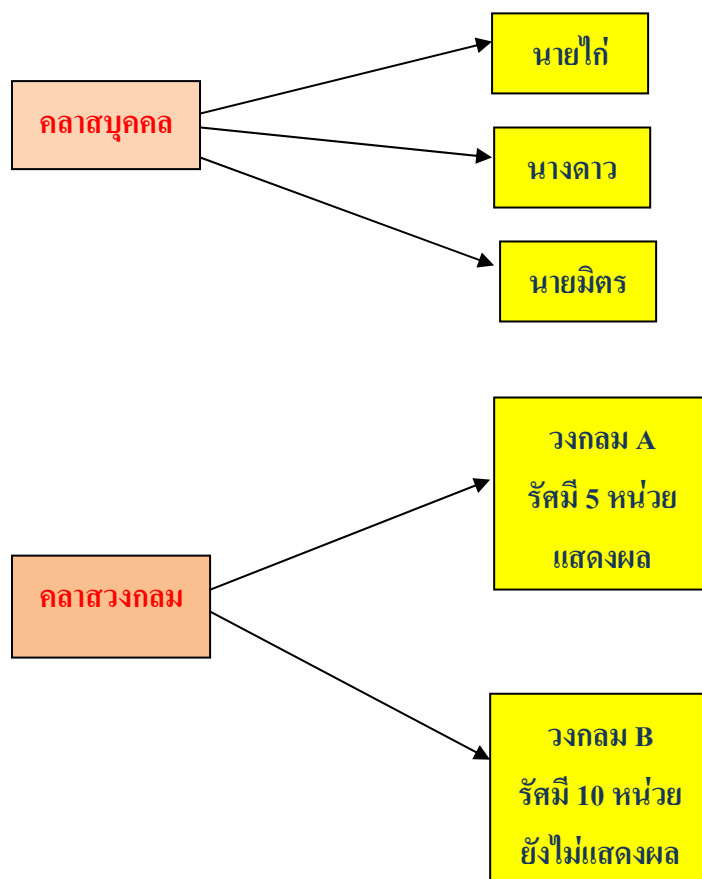 คลาสบุคคล
นายไก่
นางดาว
นายมิตร
คลาสวงกลม
วงกลม A
รัศมี 5 หน่วย
แสดงผล
วงกลม B
รัศมี 10 หน่วย
ยังไม่แสดงผล